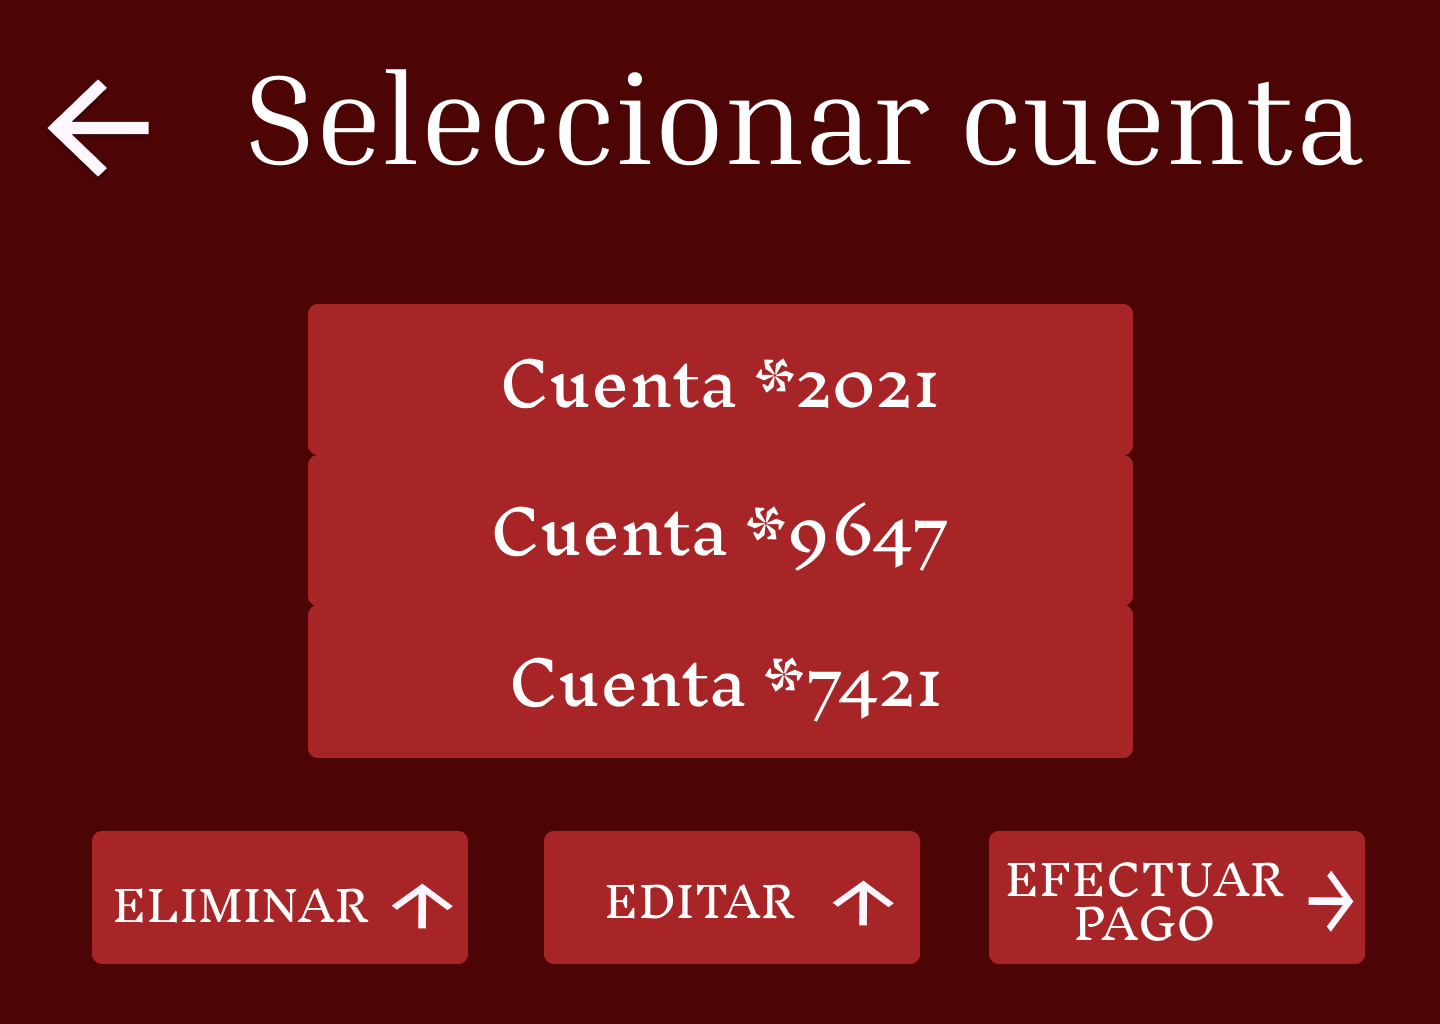 Seleccionar cuenta
Cuenta *2021
Cuenta *9647
Cuenta *7421
ELIMINAR
EDITAR
EFECTUAR
PAGO